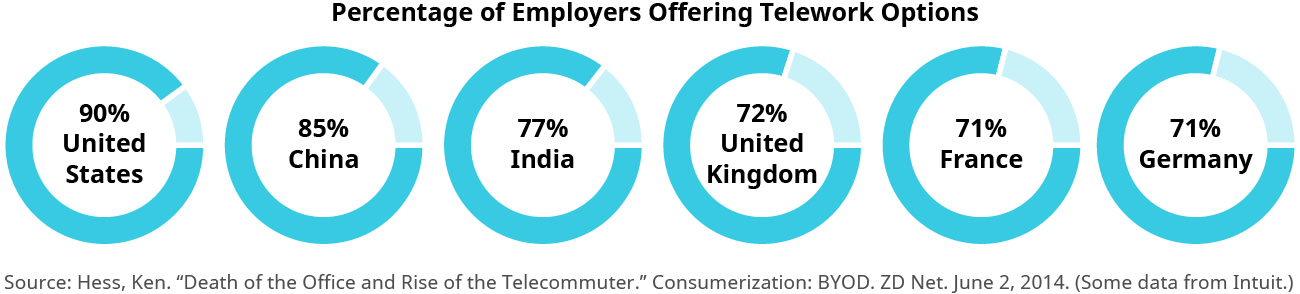 Percentage of Employers Offering Telework Options
90%
United
States
85%
China
77%
India
72%
United
Kingdom
71%
France
71%
Germany
Source: Hess, Ken. “Death of the Office and Rise of the Telecommuter.” Consumerization: BYOD. ZD Net. June 2, 2014. (Some data from Intuit.)